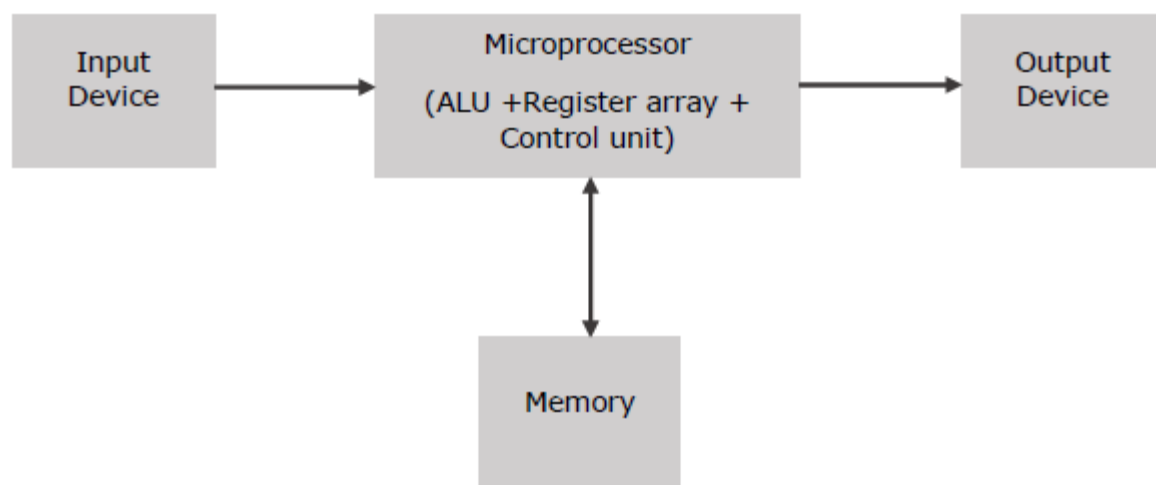 Input
Device
Microprocessor
(ALU +Register array +
Control unit)
Output
Device
Memory